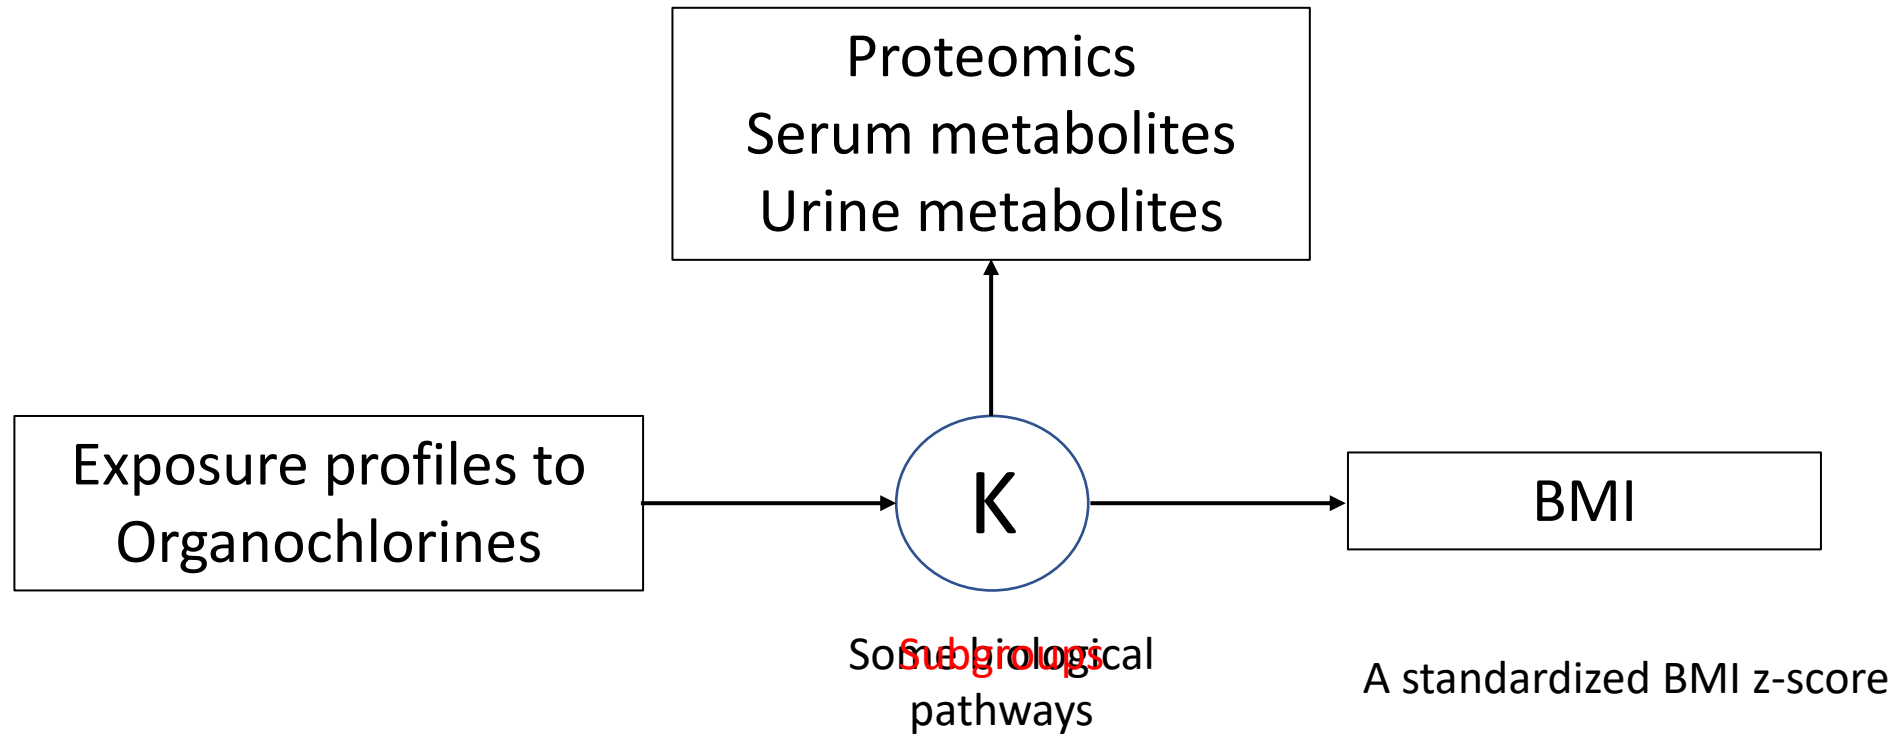 Proteomics
Serum metabolites
Urine metabolites
Exposure profiles to
Organochlorines
K
BMI
Some biological
pathways
Subgroups
A standardized BMI z-score